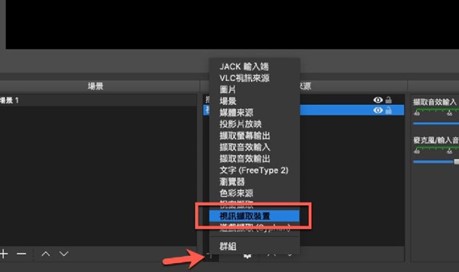 場景
來源
場景 1
JACK 輸入端
VLC視訊來源
圖片
場景
媒體來源
投影片放映
擷取螢幕輸出
擷取音效輸入
擷取音效輸出
文字 (FreeType 2)
瀏覽器
色彩來源
視訊擷取裝置
群組
擷取音效輸出
麥克風/輸入音